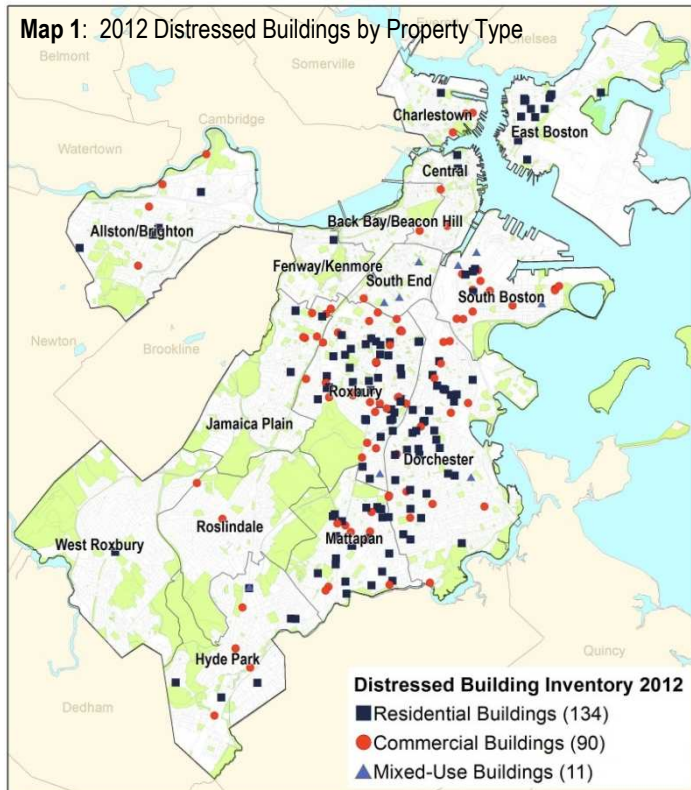 Map 1: 2012 Distressed Buildings by Property Type
Everett
Chelsea
Belmont
Somerville
Charlestown
Cambridge
East Boston
Watertown
Central
Back Bay/Beacon Hill
Allston/Brighton
Fenway/Kenmore
South End
South Boston
Newton
Brookline
Roxbury
Jamaica Plain
Dorchester
Roslindale
West Roxbury
Mattapan
Hyde Park
Quincy
Dedham
Distressed Building Inventory 2012
Residential Buildings (134)
Commercial Buildings (90)
Mixed-Use Buildings (11)